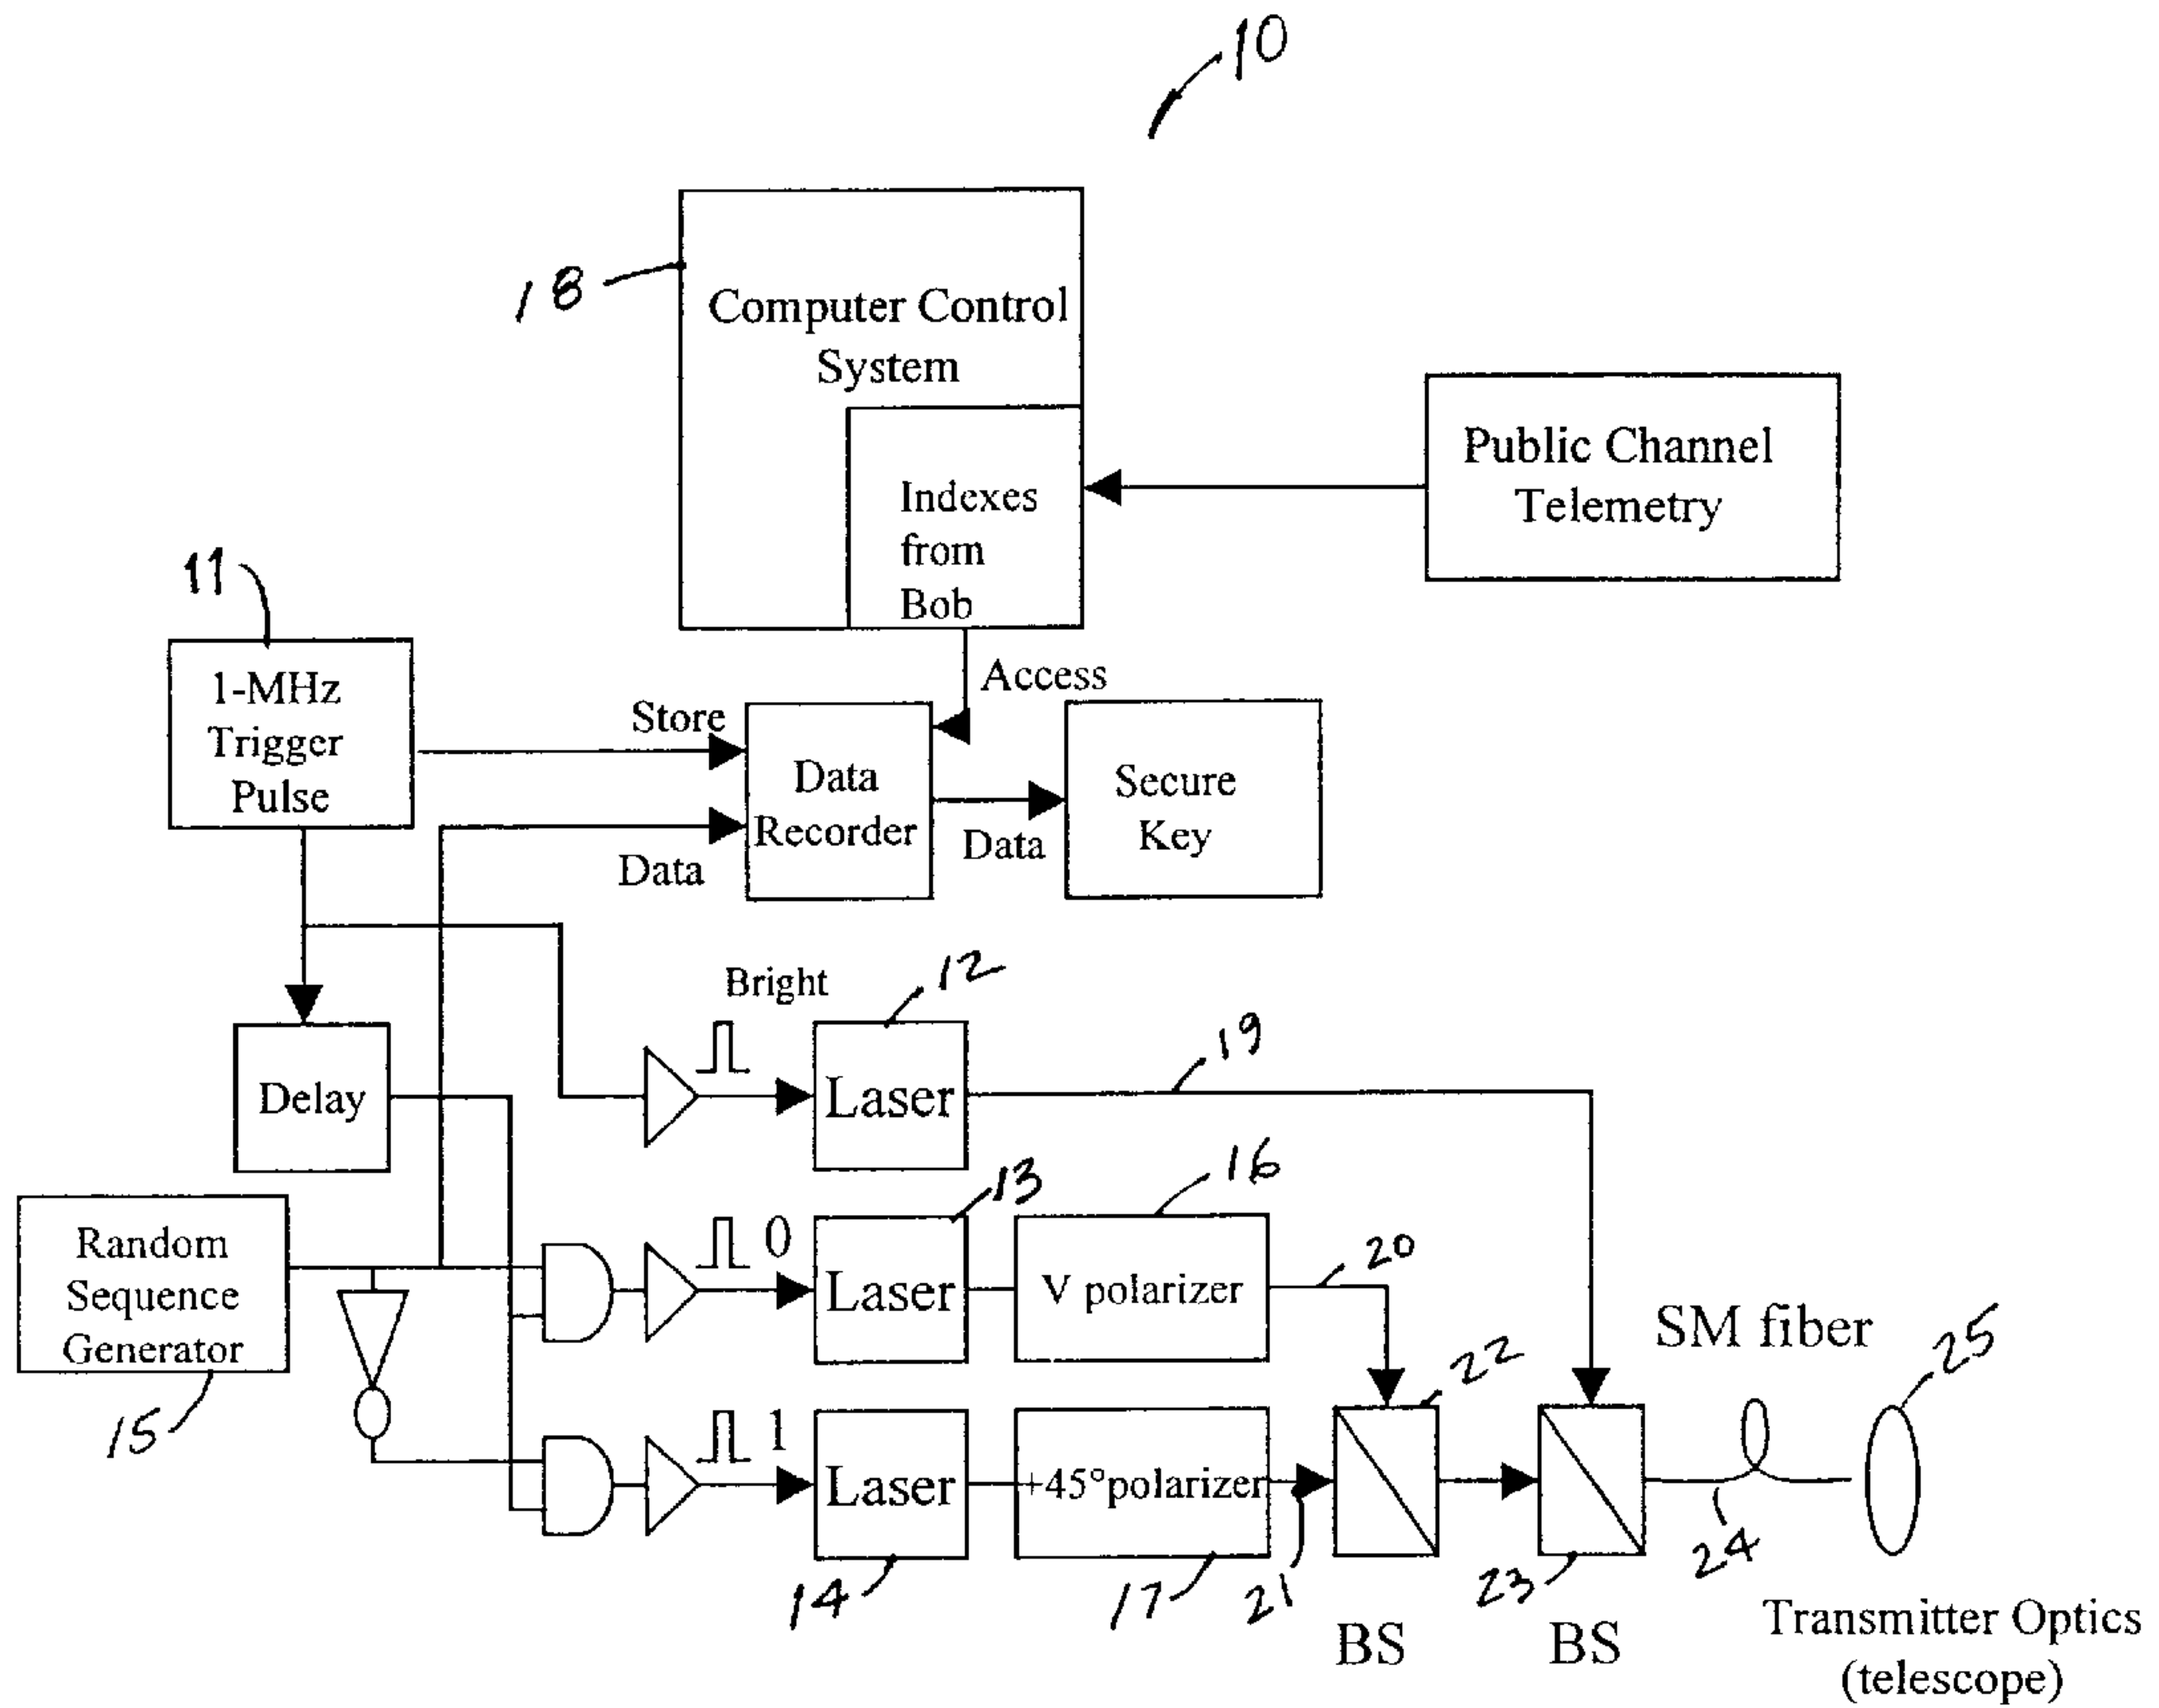 10
18
Computer Control
System
Indexes
from
Bob
Public Channel
Telemetry
11
1-MHz
Trigger
Pulse
Store
Access
Data
Recorder
Data
Data
Secure
Key
Delay
Bright
12
Laser
19
Random
Sequence
Generator
15
0
13
Laser
16
V polarizer
20
1
Laser
14
+45°polarizer
17
21
22
BS
23
BS
SM fiber
24
25
Transmitter Optics
(telescope)